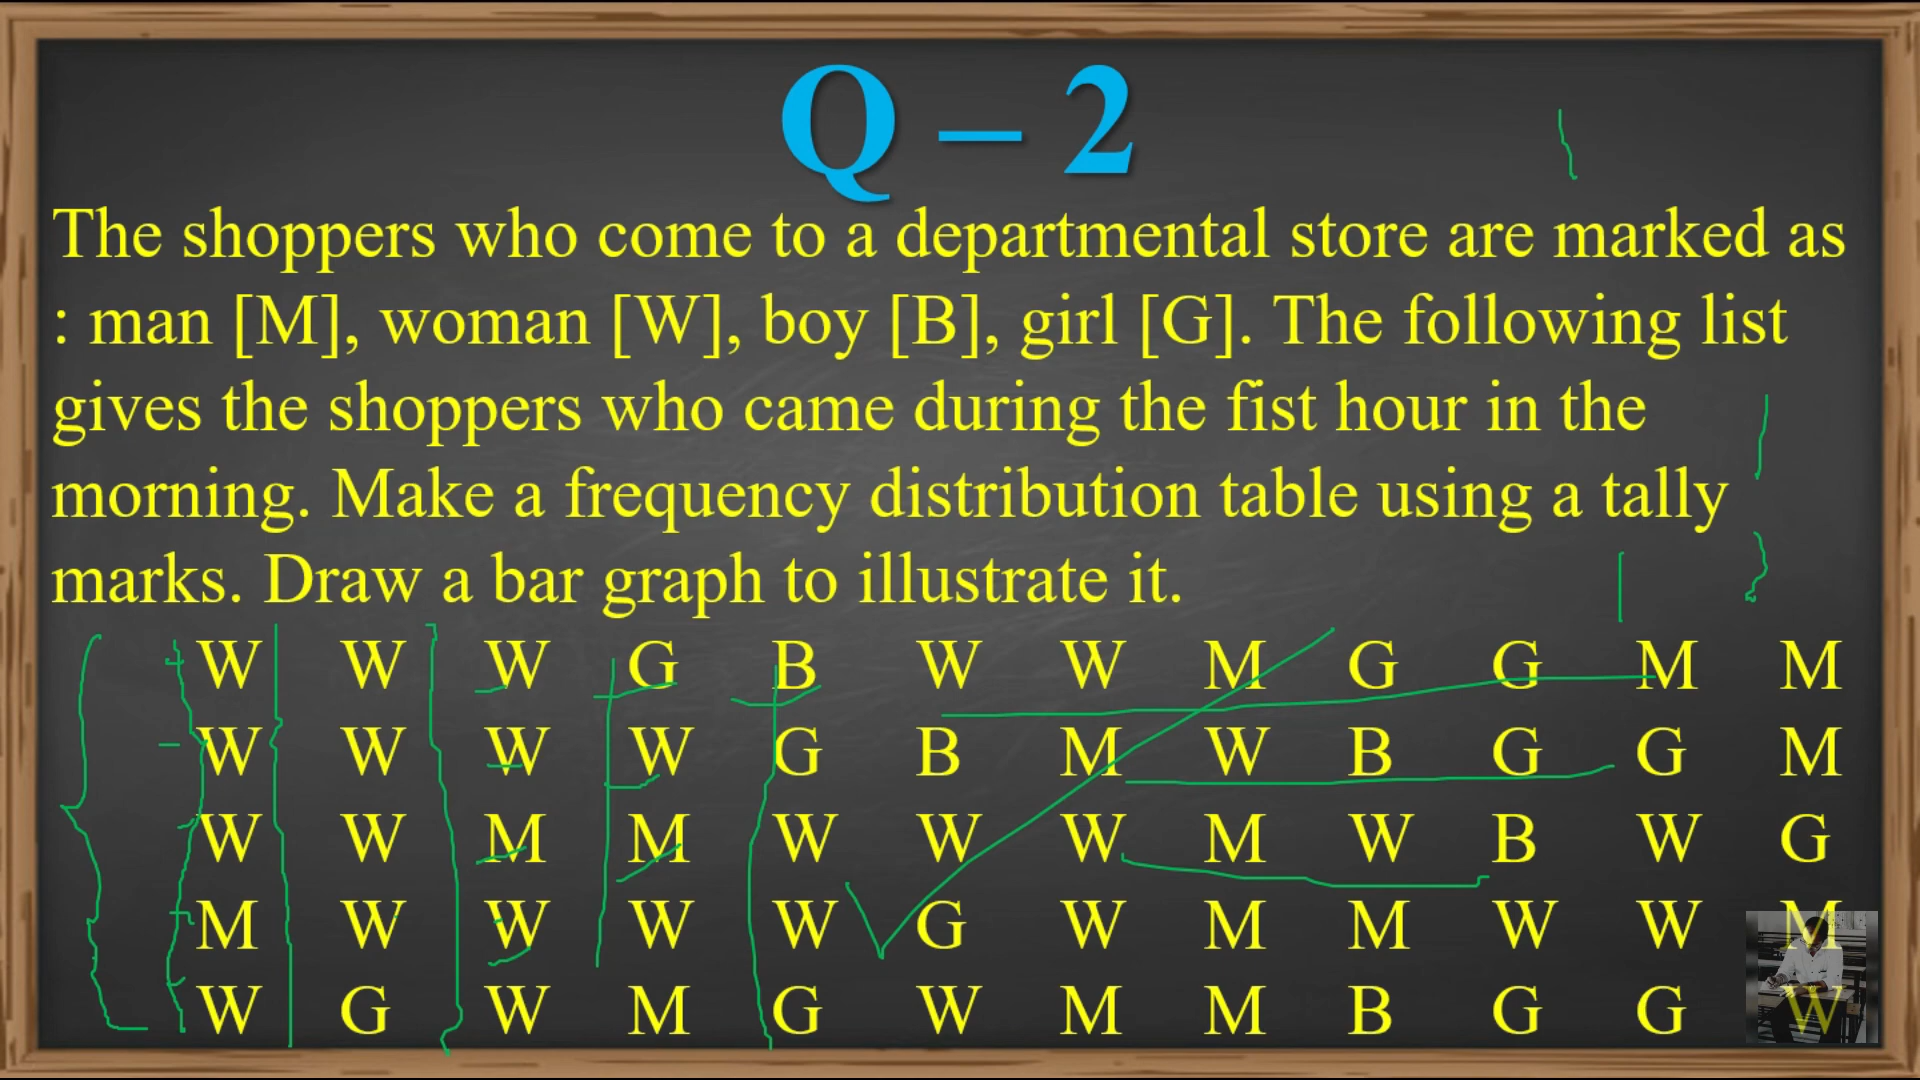 Q – 2
The shoppers who come to a departmental store are marked as
: man [M], woman [W], boy [B], girl [G]. The following list
gives the shoppers who came during the fist hour in the
morning. Make a frequency distribution table using a tally
marks. Draw a bar graph to illustrate it.
W W W G B W W M G G M M
W W W W G B M W B G G M
W W M M W W W M W B W G
M W W W W G W M M W W M
W G W M G W M M B G G W